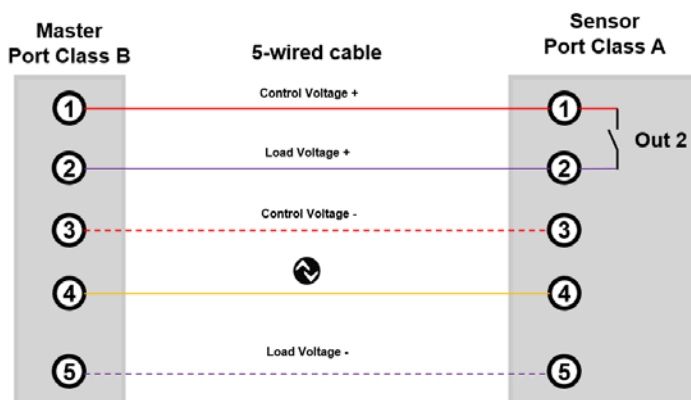 Master
Port Class B
5-wired cable
Sensor
Port Class A
1
Control Voltage +
1
Out 2
2
Load Voltage +
2
3
Control Voltage -
3
4
4
5
Load Voltage -
5